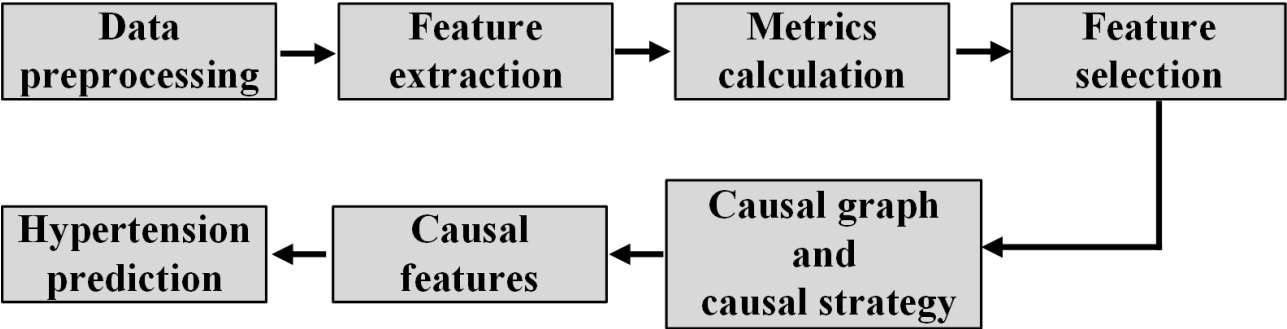 Data
preprocessing
Feature
extraction
Metrics
calculation
Feature
selection
Causal graph
and
causal strategy
Causal
features
Hypertension
prediction